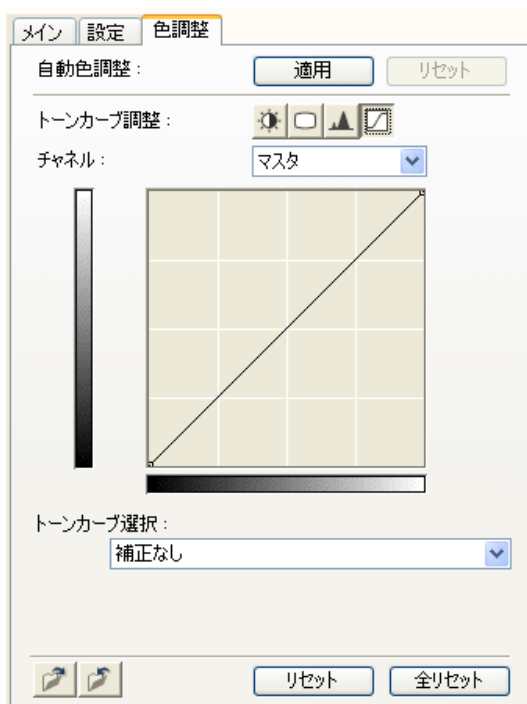 メイン 設定 色調整
自動色調整 : 適用 リセット
トーンカーブ調整 :
チャネル : マスタ
トーンカーブ選択 :
補正なし
リセット 全リセット